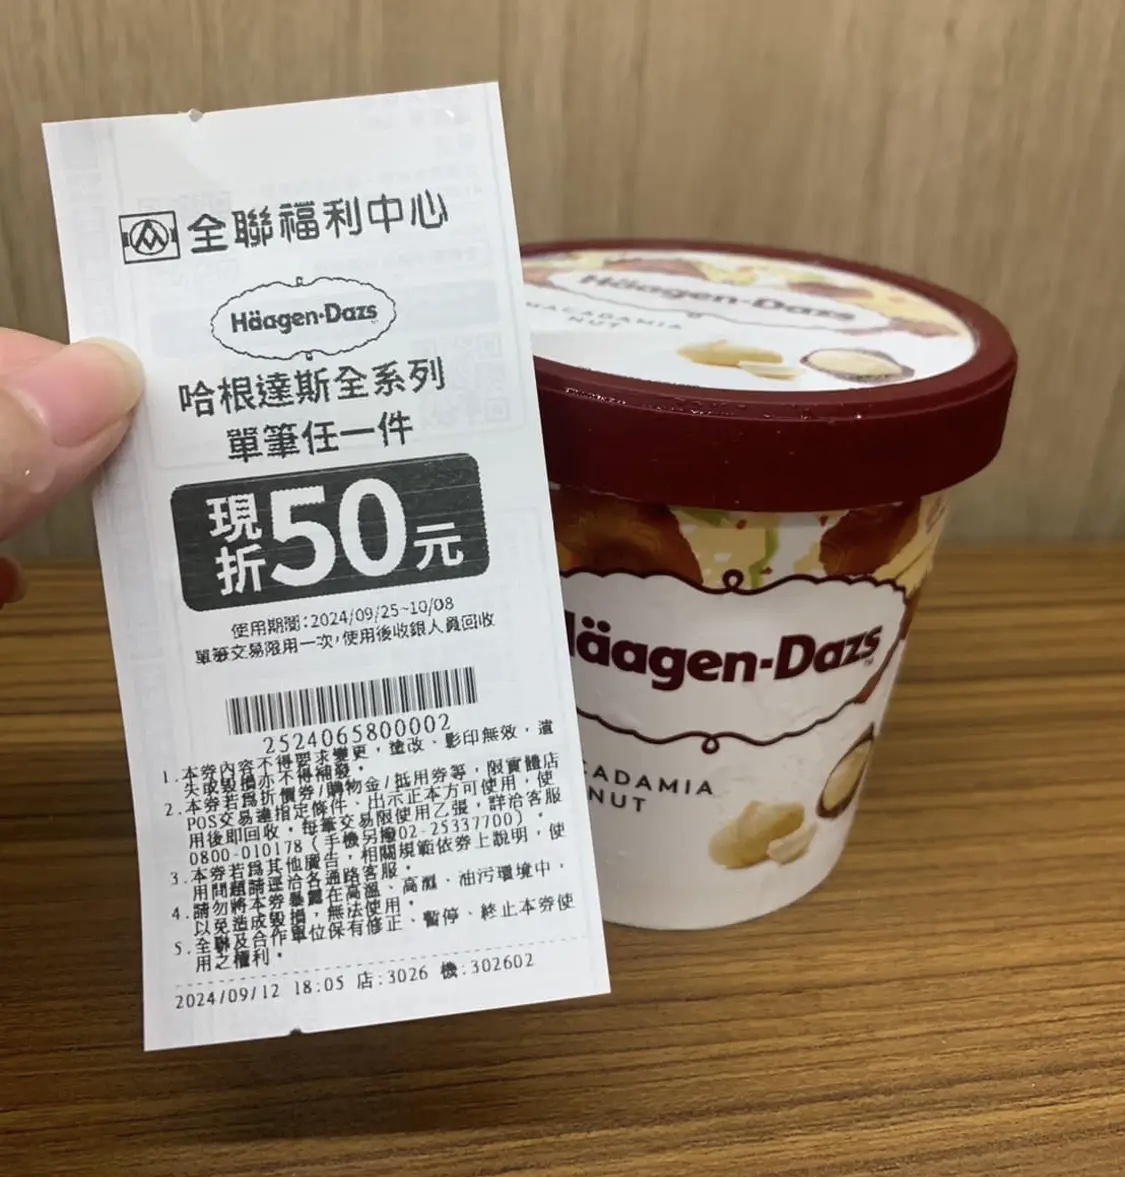 全聯福利中心
Häagen-Dazs
哈根達斯全系列
單筆任一件
現折50元
使用期間:2024/09/25~10/08
單筆交易限用一次,使用後收銀人員回收
2524065800002
1.本券內容不得要求變更，塗改、影印無效，遺
失或毀損亦不得補發。
2.本券若為折價券/購物金/抵用券等，限實體店
POS交易達指定條件、出示正本方可使用，使
用後即回收。每筆交易限使用乙張，詳洽客服
0800-010178（手機另撥02-25337700）。
3.本券若為其他廣告，相關規範依券上說明，使
用問題請逕洽各通路客服。
4.請勿將本券暴露在高溫、高濕、油污環境中，
以免造成毀損，無法使用。
5.全聯及合作單位保有修正、暫停、終止本券使
用之權利。
2024/09/12 18:05 店:3026 機:302602
Häagen-Dazs
MACADAMIA
NUT
Häagen-Dazs
CADAMIA
NUT